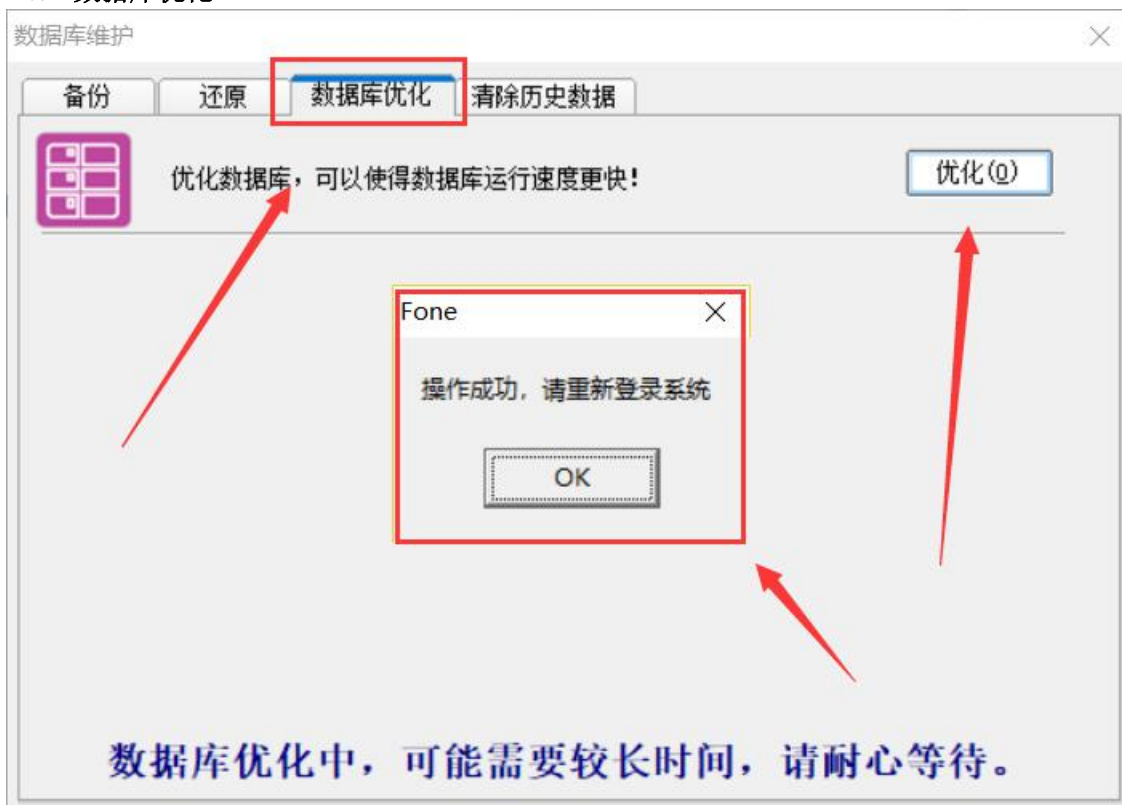 数据库维护
备份 还原 数据库优化 清除历史数据
优化数据库，可以使得数据库运行速度更快！ 优化(O)
Fone
操作成功，请重新登录系统
OK
数据库优化中，可能需要较长时间，请耐心等待。